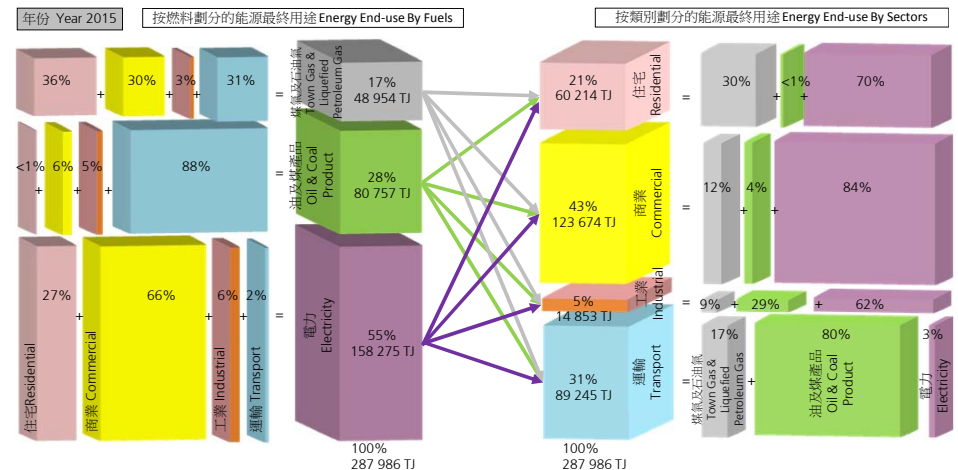 年份 Year 2015
按燃料劃分的能源最終用途 Energy End-use By Fuels
按類別劃分的能源最終用途 Energy End-use By Sectors
36%
+
30%
+
3%
+
31%
=
煤氣及石油氣
Town Gas &
Liquefied
Petroleum Gas
17%
48 954 TJ
<1%
+
6%
+
5%
+
88%
=
油及煤產品
Oil & Coal
Product
28%
80 757 TJ
27%
+
66%
+
6%
+
2%
=
住宅Residential
商業 Commercial
工業 Industrial
運輸 Transport
電力
Electricity
55%
158 275 TJ
100%
287 986 TJ
21%
60 214 TJ
住宅
Residential
=
30%
+
<1%
+
70%
43%
123 674 TJ
商業
Commercial
=
12%
+
4%
+
84%
5%
14 853 TJ
工業
Industrial
=
9%
+
29%
+
62%
31%
89 245 TJ
運輸
Transport
=
17%
煤氣及石油氣
Town Gas &
Liquefied
Petroleum Gas
+
80%
油及煤產品
Oil & Coal
Product
3%
電力
Electricity
100%
287 986 TJ